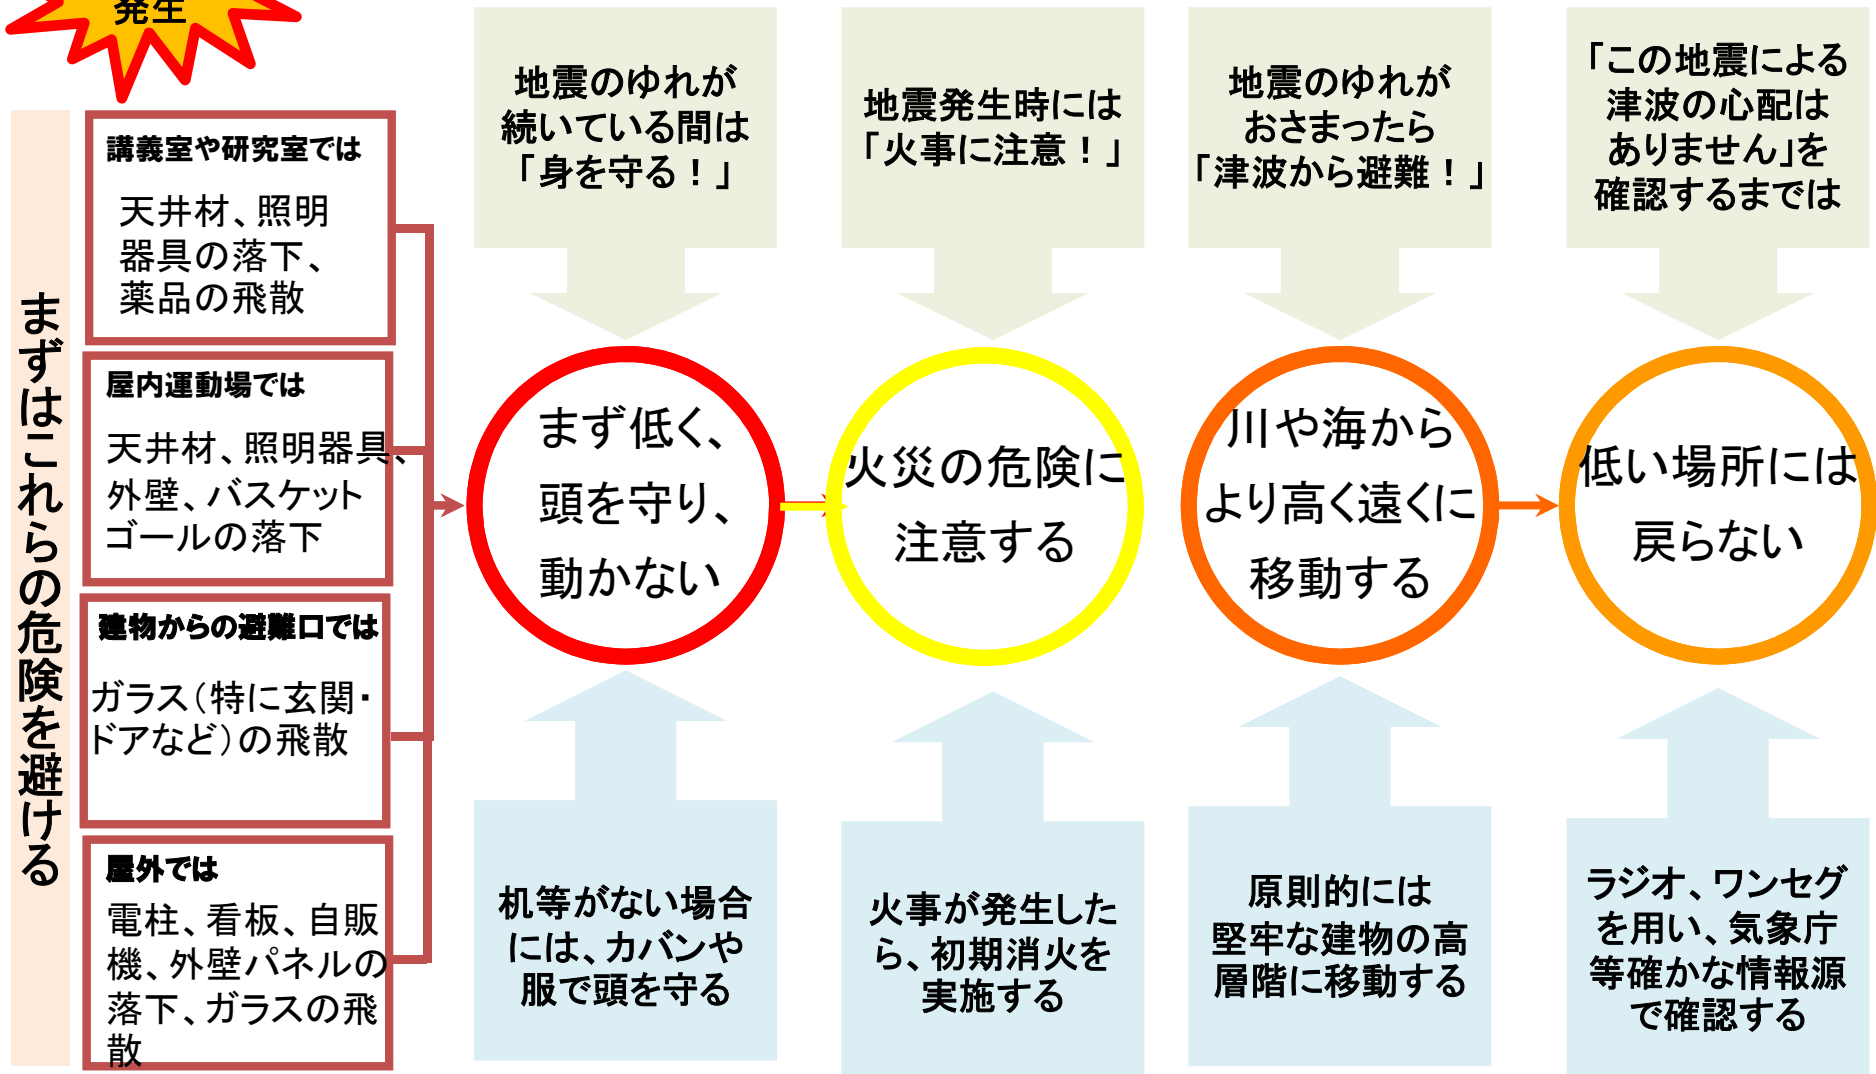 発生
まずはこれらの危険を避ける
講義室や研究室では
天井材、照明
器具の落下、
薬品の飛散
屋内運動場では
天井材、照明器具、
外壁、バスケット
ゴールの落下
建物からの避難口では
ガラス（特に玄関・
ドアなど）の飛散
屋外では
電柱、看板、自販
機、外壁パネルの
落下、ガラスの飛
散
地震のゆれが
続いている間は
「身を守る！」
まず低く、
頭を守り、
動かない
机等がない場合
には、カバンや
服で頭を守る
地震発生時には
「火事に注意！」
火災の危険に
注意する
火事が発生した
ら、初期消火を
実施する
地震のゆれが
おさまったら
「津波から避難！」
川や海から
より高く遠くに
移動する
原則的には
堅牢な建物の高
層階に移動する
「この地震による
津波の心配は
ありません」を
確認するまでは
低い場所には
戻らない
ラジオ、ワンセグ
を用い、気象庁
等確かな情報源
で確認する